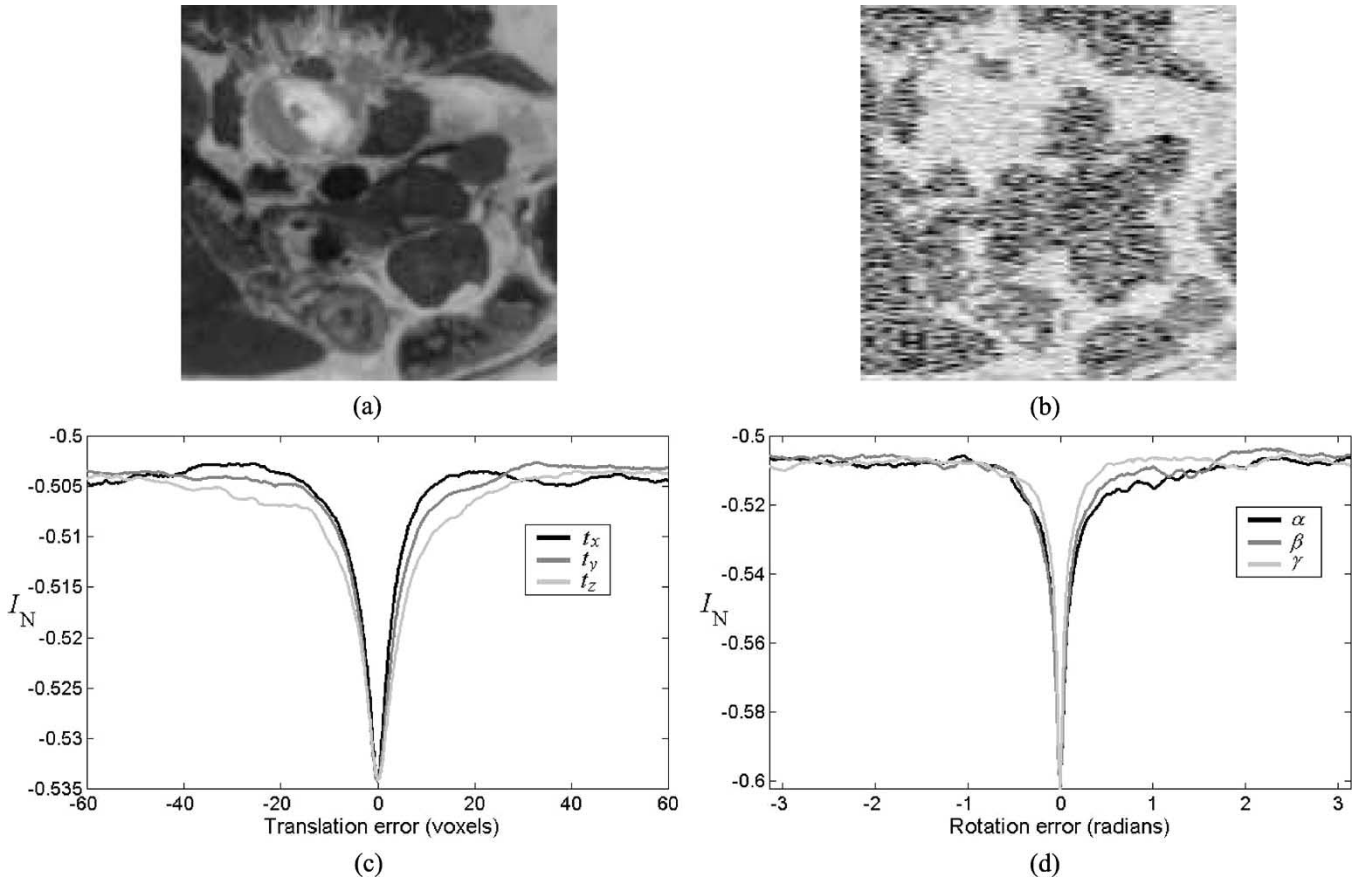 (a)
(b)
-0.5
-0.505
-0.51
-0.515
-0.52
-0.525
-0.53
-0.535
I_N
-60 -40 -20 0 20 40 60
Translation error (voxels)
t_x
t_y
t_z
(c)
-0.5
-0.52
-0.54
-0.56
-0.58
-0.6
I_N
-3 -2 -1 0 1 2 3
Rotation error (radians)
α
β
γ
(d)